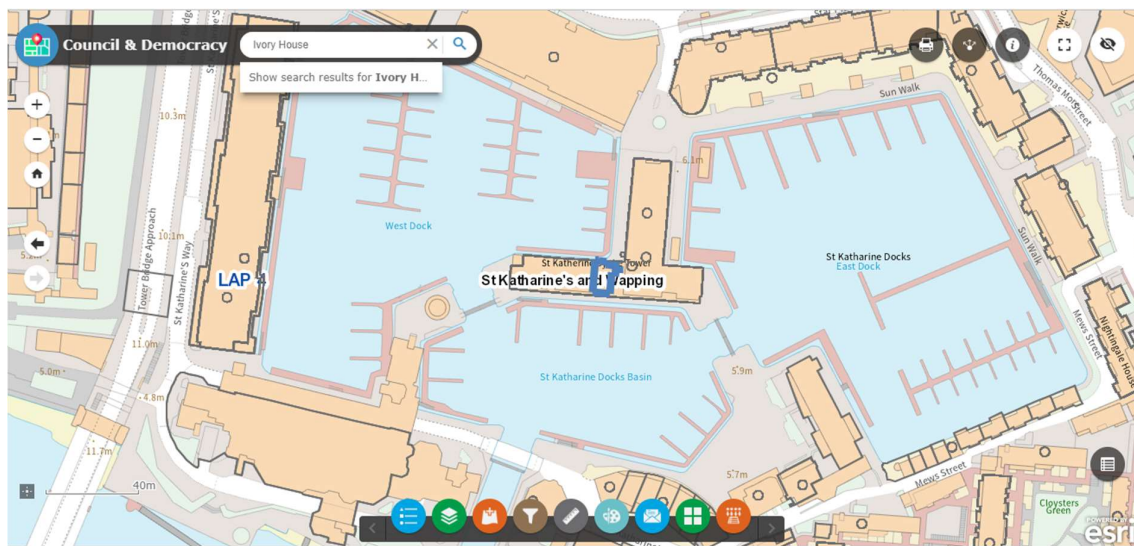 Council & Democracy
Ivory House
Show search results for Ivory H...
Thomas More Street
Sun Walk
10.3m
6.1m
West Dock
10.1m
Tower Bridge Approach
St Katharine'S Way
LAP 4
St Katharine's and Wapping
St Katharine Docks
East Dock
Sun Walk
Mews Street
Nightingale House
11.0m
5.0m
4.8m
5.9m
St Katharine Docks Basin
11.7m
5.7m
Mews Street
40m
Cloysters
Green
POWERED BY
esri